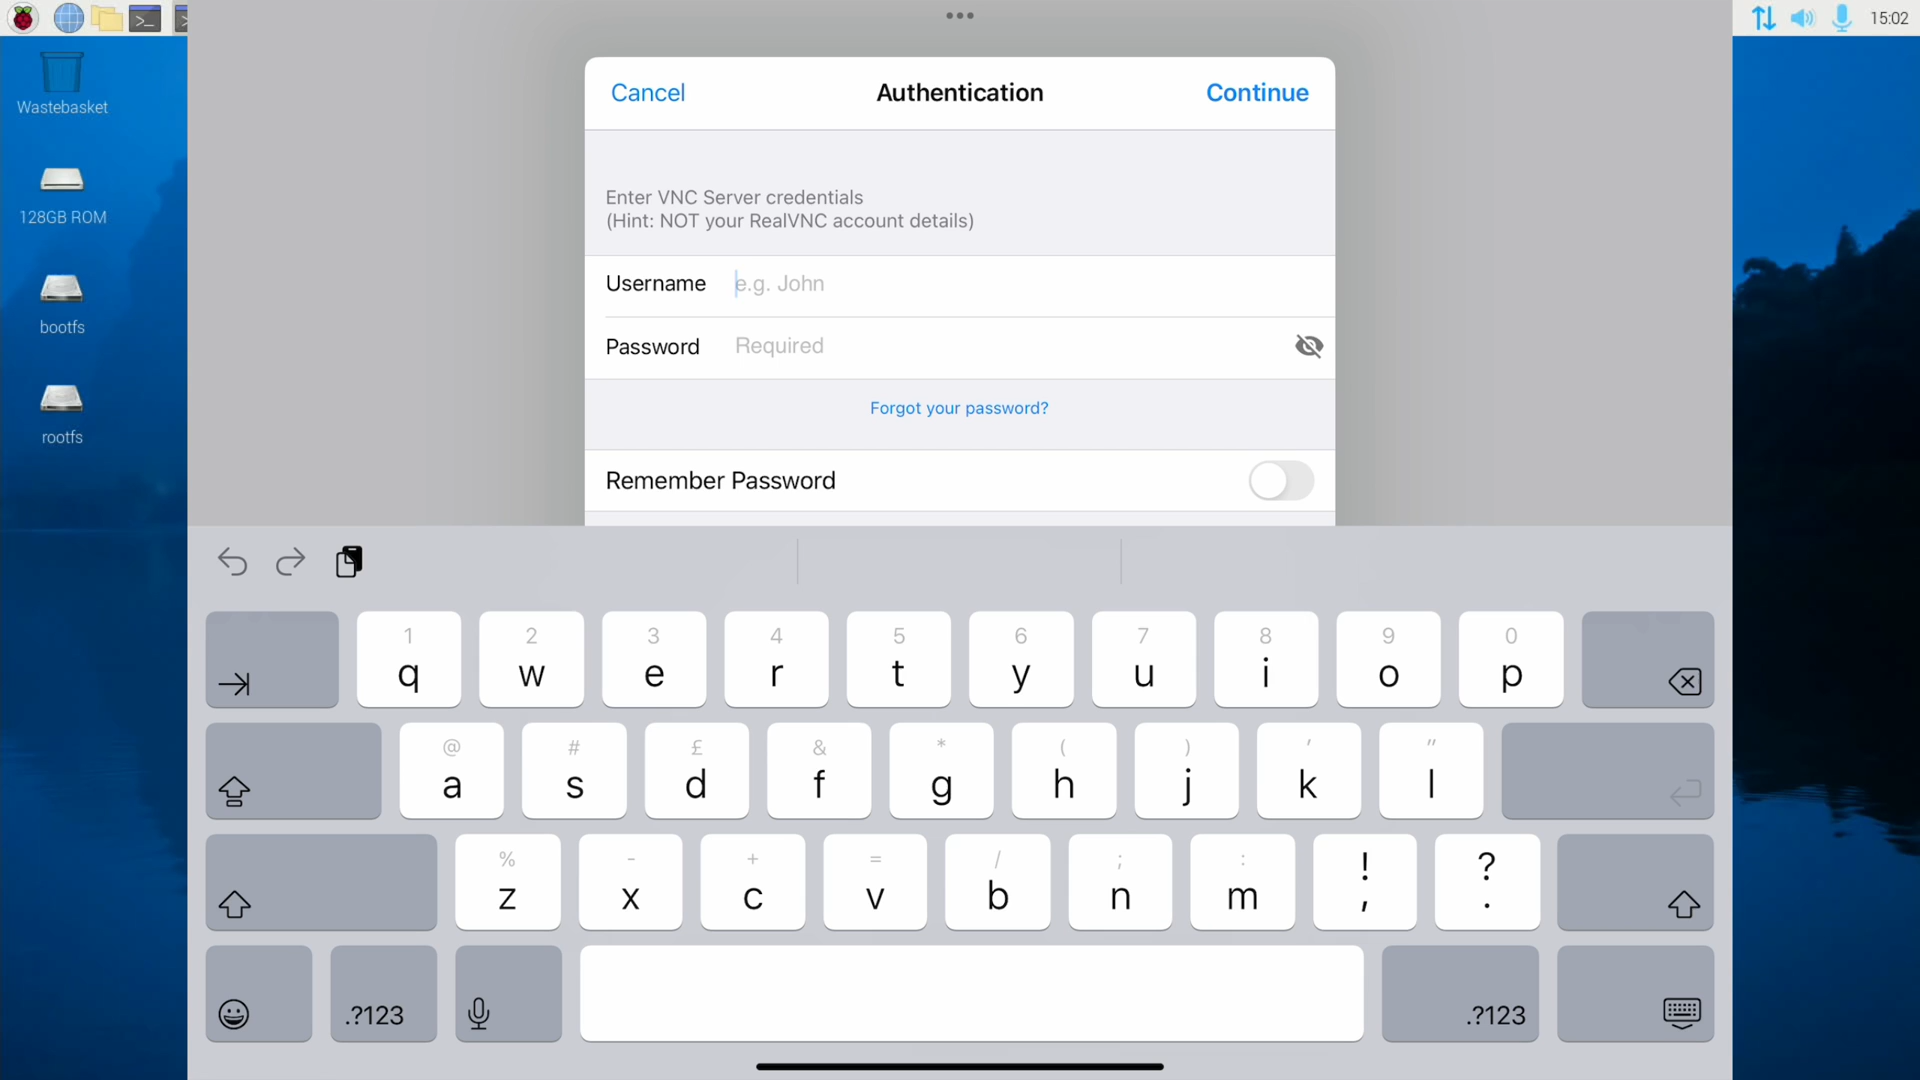 15:02
Wastebasket
128GB ROM
bootfs
rootfs
Cancel
Authentication
Continue
Enter VNC Server credentials
(Hint: NOT your RealVNC account details)
Username e.g. John
Password Required
Forgot your password?
Remember Password
1 2 3 4 5 6 7 8 9 0
q w e r t y u i o p
@ # £ & * ( ) ' "
a s d f g h j k l
% - + = / ; : ! ?
z x c v b n m , .
.?123 .?123